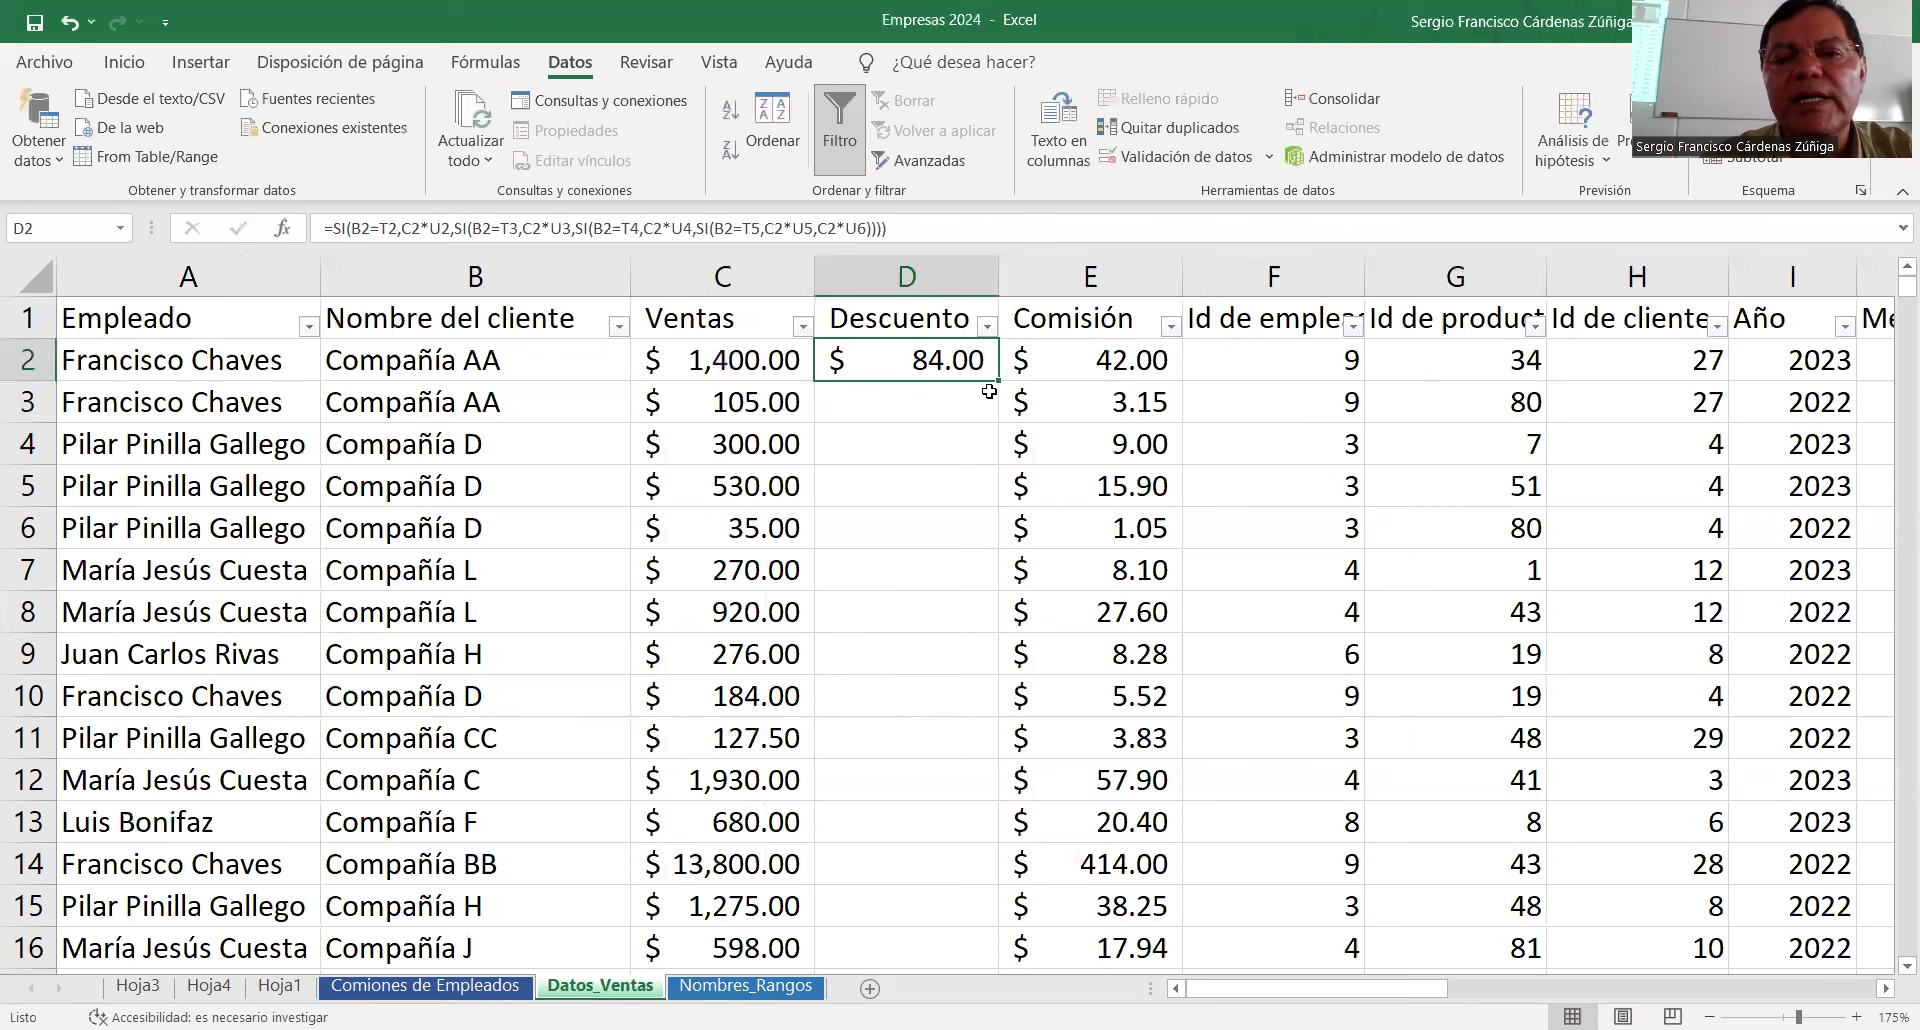 Empresas 2024 - Excel
Sergio Francisco Cárdenas Zúñiga
Archivo Inicio Insertar Disposición de página Fórmulas Datos Revisar Vista Ayuda ¿Qué desea hacer?
Obtener datos
Desde el texto/CSV
De la web
From Table/Range
Fuentes recientes
Conexiones existentes
Obtener y transformar datos
Actualizar todo
Consultas y conexiones
Propiedades
Editar vínculos
Consultas y conexiones
Ordenar
Filtro
Borrar
Volver a aplicar
Avanzadas
Ordenar y filtrar
Texto en columnas
Relleno rápido
Quitar duplicados
Validación de datos
Consolidar
Relaciones
Administrar modelo de datos
Herramientas de datos
Análisis de hipótesis
Previsión
Subtotal
Esquema
Sergio Francisco Cárdenas Zúñiga
D2 fx =SI(B2=T2,C2*U2,SI(B2=T3,C2*U3,SI(B2=T4,C2*U4,SI(B2=T5,C2*U5,C2*U6))))
A B C D E F G H I
1 Empleado Nombre del cliente Ventas Descuento Comisión Id de emplea Id de product Id de cliente Año Me
2 Francisco Chaves Compañía AA $ 1,400.00 $ 84.00 $ 42.00 9 34 27 2023
3 Francisco Chaves Compañía AA $ 105.00 $ 3.15 9 80 27 2022
4 Pilar Pinilla Gallego Compañía D $ 300.00 $ 9.00 3 7 4 2023
5 Pilar Pinilla Gallego Compañía D $ 530.00 $ 15.90 3 51 4 2023
6 Pilar Pinilla Gallego Compañía D $ 35.00 $ 1.05 3 80 4 2022
7 María Jesús Cuesta Compañía L $ 270.00 $ 8.10 4 1 12 2023
8 María Jesús Cuesta Compañía L $ 920.00 $ 27.60 4 43 12 2022
9 Juan Carlos Rivas Compañía H $ 276.00 $ 8.28 6 19 8 2022
10 Francisco Chaves Compañía D $ 184.00 $ 5.52 9 19 4 2022
11 Pilar Pinilla Gallego Compañía CC $ 127.50 $ 3.83 3 48 29 2022
12 María Jesús Cuesta Compañía C $ 1,930.00 $ 57.90 4 41 3 2023
13 Luis Bonifaz Compañía F $ 680.00 $ 20.40 8 8 6 2023
14 Francisco Chaves Compañía BB $ 13,800.00 $ 414.00 9 43 28 2022
15 Pilar Pinilla Gallego Compañía H $ 1,275.00 $ 38.25 3 48 8 2022
16 María Jesús Cuesta Compañía J $ 598.00 $ 17.94 4 81 10 2022
Hoja3 Hoja4 Hoja1 Comiones de Empleados Datos_Ventas Nombres_Rangos
Listo Accesibilidad: es necesario investigar 175%